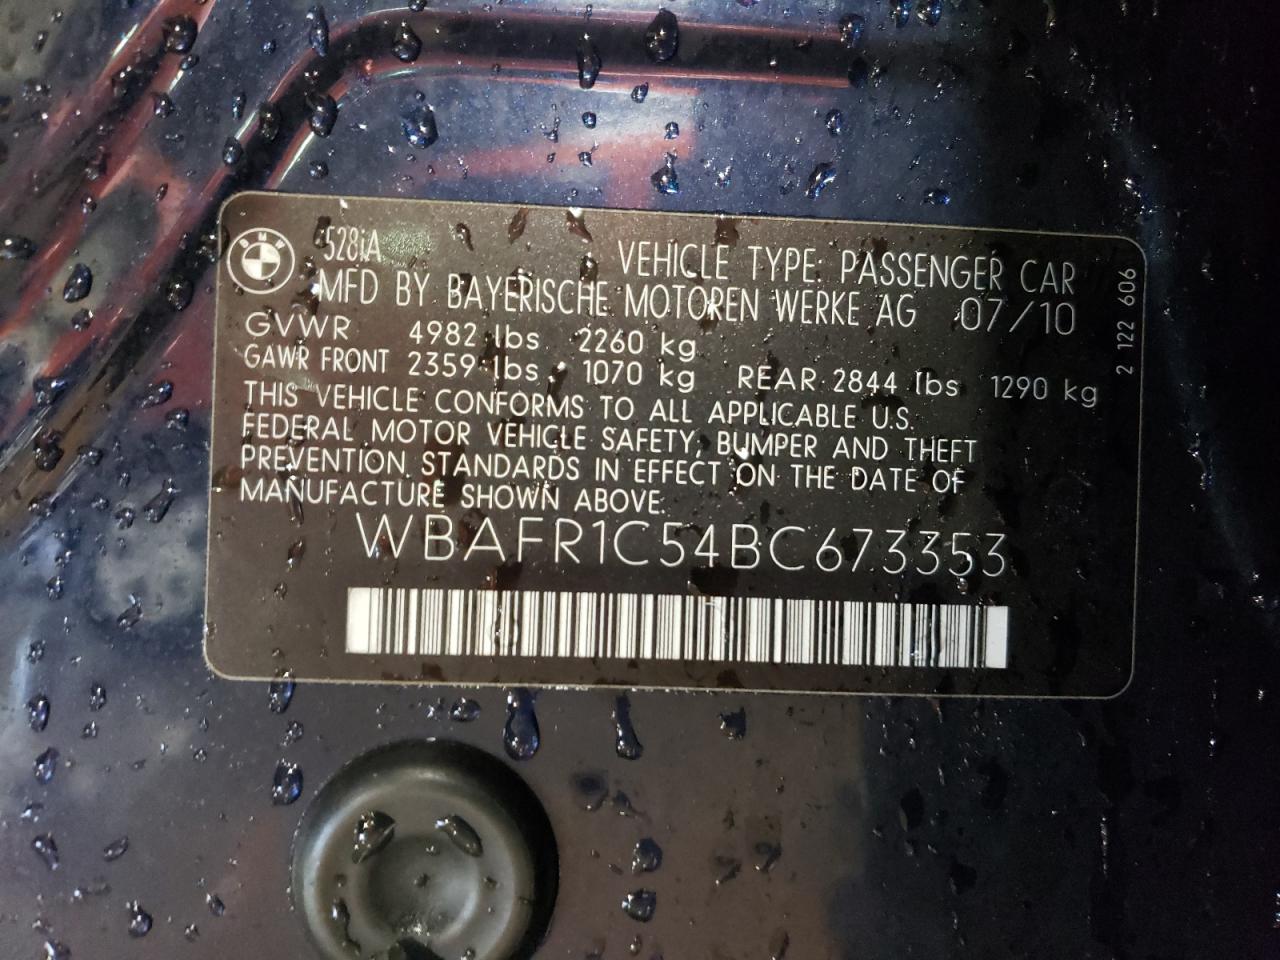 BMW 528iA VEHICLE TYPE: PASSENGER CAR
MFD BY BAYERISCHE MOTOREN WERKE AG 07/10
GVWR 4982 lbs 2260 kg
GAWR FRONT 2359 lbs 1070 kg REAR 2844 lbs 1290 kg
THIS VEHICLE CONFORMS TO ALL APPLICABLE U.S.
FEDERAL MOTOR VEHICLE SAFETY, BUMPER AND THEFT
PREVENTION STANDARDS IN EFFECT ON THE DATE OF
MANUFACTURE SHOWN ABOVE.
WBAFR1C54BC673353
2 122 606